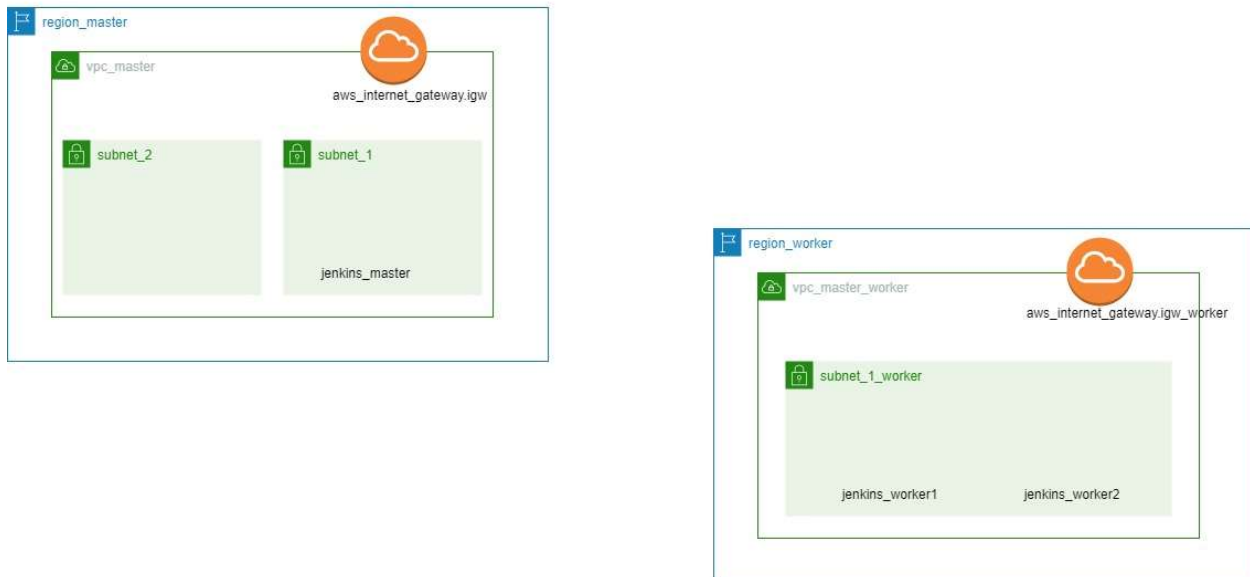 region_master
vpc_master
aws_internet_gateway.igw
subnet_2
subnet_1
jenkins_master
region_worker
vpc_master_worker
aws_internet_gateway.igw_worker
subnet_1_worker
jenkins_worker1
jenkins_worker2